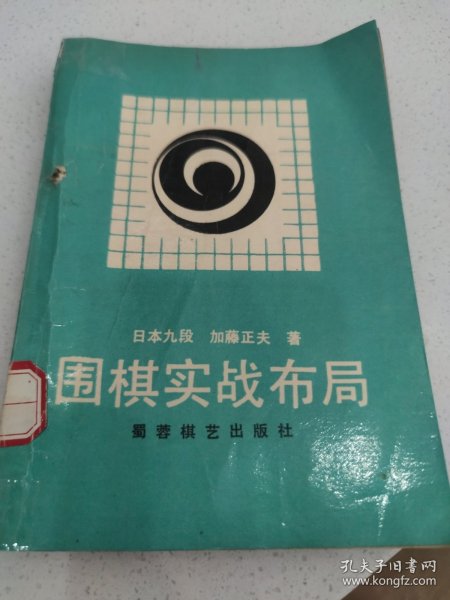 日本九段 加藤正夫 著
围棋实战布局
蜀蓉棋艺出版社
孔夫子旧书网
www.kongfz.com